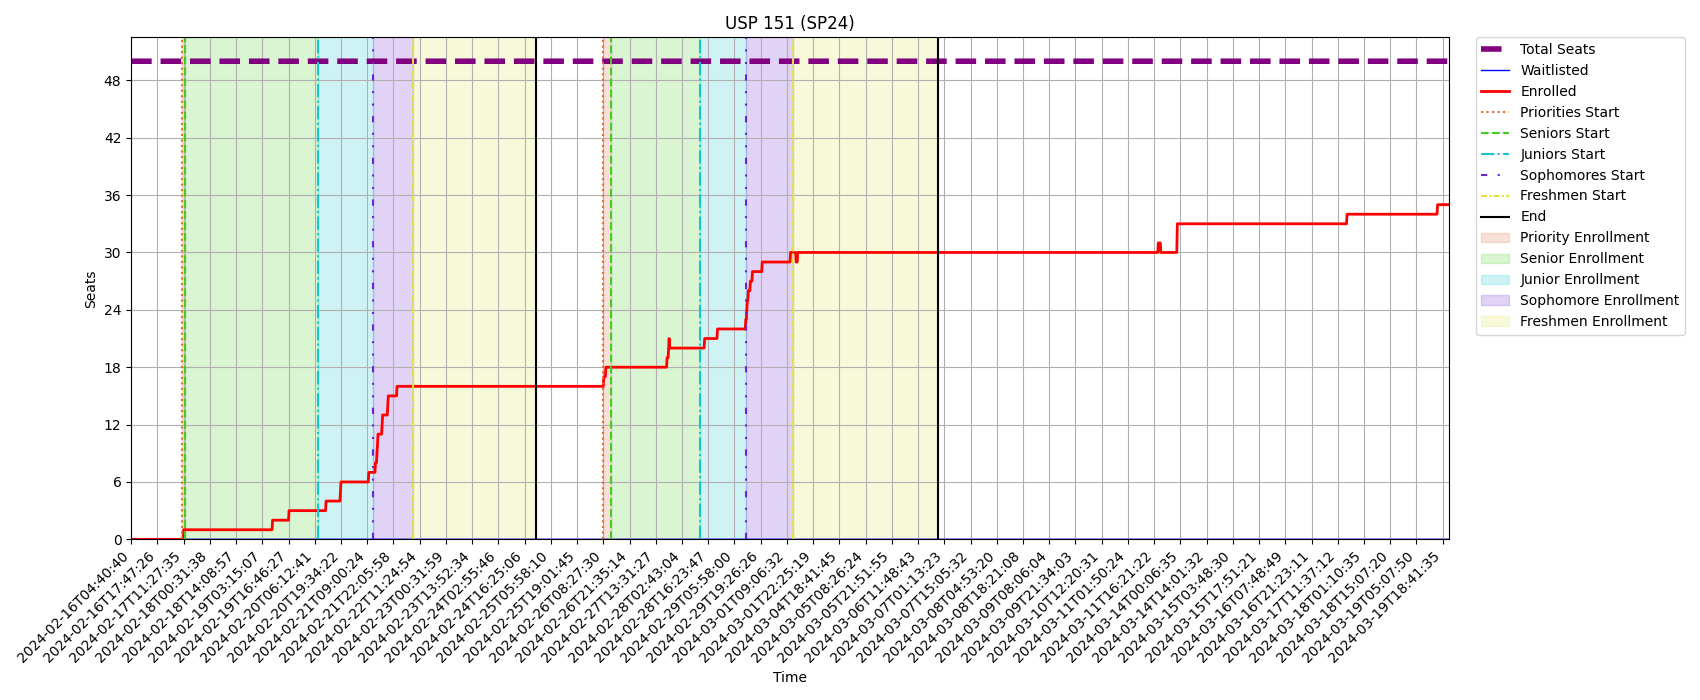 USP 151 (SP24)
Total Seats
Waitlisted
Enrolled
Priorities Start
Seniors Start
Juniors Start
Sophomores Start
Freshmen Start
End
Priority Enrollment
Senior Enrollment
Junior Enrollment
Sophomore Enrollment
Freshmen Enrollment
Seats
48
42
36
30
24
18
12
6
0
2024-02-16T04:40:40
2024-02-16T17:47:26
2024-02-17T11:27:35
2024-02-18T00:31:38
2024-02-18T14:08:57
2024-02-19T03:15:07
2024-02-19T16:46:27
2024-02-20T06:12:41
2024-02-20T19:34:22
2024-02-21T09:00:24
2024-02-21T22:05:58
2024-02-22T11:24:54
2024-02-23T00:31:59
2024-02-23T13:52:34
2024-02-24T02:55:46
2024-02-24T16:25:06
2024-02-25T05:58:10
2024-02-25T19:01:45
2024-02-26T08:27:30
2024-02-26T21:35:14
2024-02-27T13:31:27
2024-02-28T02:43:04
2024-02-28T16:23:47
2024-02-29T05:58:00
2024-02-29T19:26:26
2024-03-01T09:06:32
2024-03-01T22:25:19
2024-03-04T18:41:45
2024-03-05T08:26:24
2024-03-05T21:51:55
2024-03-06T11:48:43
2024-03-07T01:13:23
2024-03-07T15:05:32
2024-03-08T04:53:20
2024-03-08T18:21:08
2024-03-09T08:06:04
2024-03-09T21:34:03
2024-03-10T12:20:31
2024-03-11T01:50:24
2024-03-11T16:21:22
2024-03-14T00:06:35
2024-03-14T14:01:32
2024-03-15T03:48:30
2024-03-15T17:51:21
2024-03-16T07:48:49
2024-03-16T21:23:11
2024-03-17T11:37:12
2024-03-18T01:10:35
2024-03-18T15:07:20
2024-03-19T05:07:50
2024-03-19T18:41:35
Time